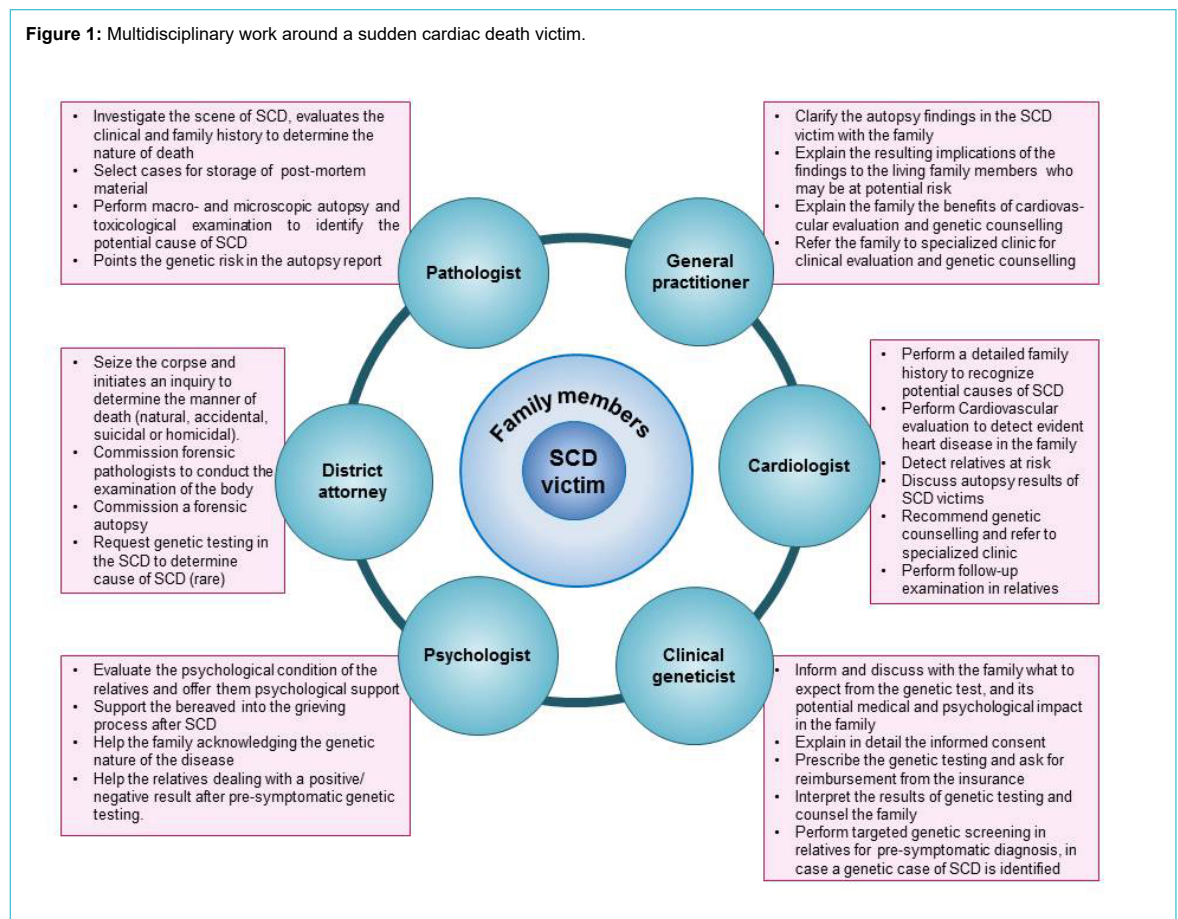 Figure 1: Multidisciplinary work around a sudden cardiac death victim.
• Investigate the scene of SCD, evaluates the
clinical and family history to determine the
nature of death
• Select cases for storage of post-mortem
material
• Perform macro- and microscopic autopsy and
toxicological examination to identify the
potential cause of SCD
• Points the genetic risk in the autopsy report
• Clarify the autopsy findings in the SCD
victim with the family
• Explain the resulting implications of the
findings to the living family members who
may be at potential risk
• Explain the family the benefits of cardiovas-
cular evaluation and genetic counselling
• Refer the family to specialized clinic for
clinical evaluation and genetic counselling
Pathologist
General
practitioner
• Seize the corpse and
initiates an inquiry to
determine the manner of
death (natural, accidental,
suicidal or homicidal).
• Commission forensic
pathologists to conduct the
examination of the body
• Commission a forensic
autopsy
• Request genetic testing in
the SCD to determine
cause of SCD (rare)
District
attorney
Family members
SCD
victim
Cardiologist
• Perform a detailed family
history to recognize
potential causes of SCD
• Perform Cardiovascular
evaluation to detect evident
heart disease in the family
• Detect relatives at risk
• Discuss autopsy results of
SCD victims
• Recommend genetic
counselling and refer to
specialized clinic
• Perform follow-up
examination in relatives
Psychologist
Clinical
geneticist
• Evaluate the psychological condition of the
relatives and offer them psychological support
• Support the bereaved into the grieving
process after SCD
• Help the family acknowledging the genetic
nature of the disease
• Help the relatives dealing with a positive/
negative result after pre-symptomatic genetic
testing.
• Inform and discuss with the family what to
expect from the genetic test, and its
potential medical and psychological impact
in the family
• Explain in detail the informed consent
• Prescribe the genetic testing and ask for
reimbursement from the insurance
• Interpret the results of genetic testing and
counsel the family
• Perform targeted genetic screening in
relatives for pre-symptomatic diagnosis, in
case a genetic case of SCD is identified